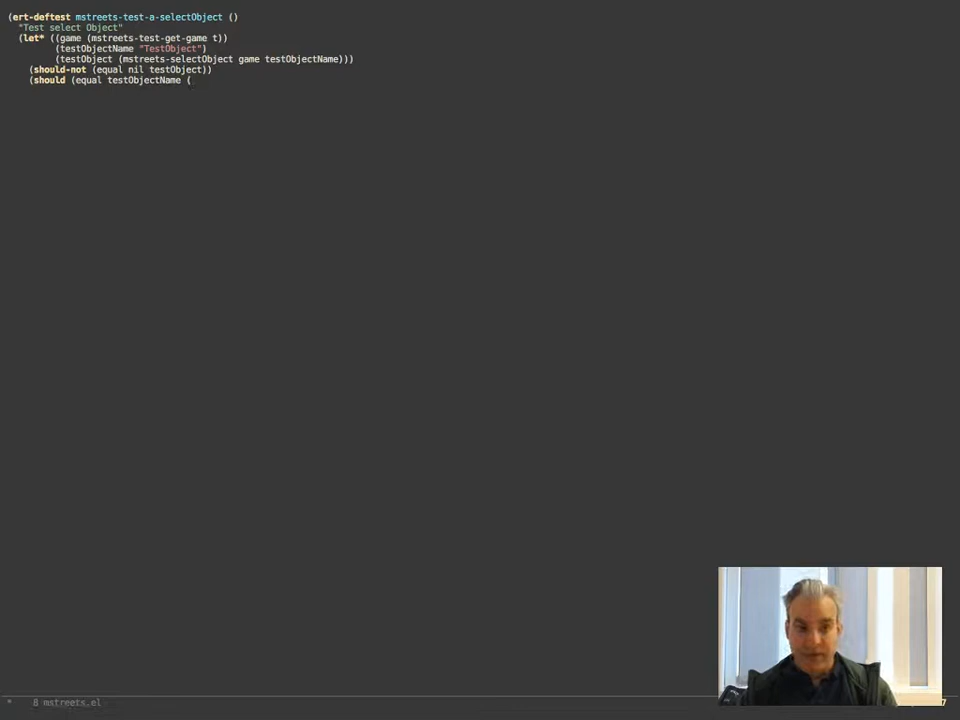 (ert-deftest mstreets-test-a-selectObject ()
"Test select Object"
(let* ((game (mstreets-test-get-game t))
(testObjectName "TestObject")
(testObject (mstreets-selectObject game testObjectName)))
(should-not (equal nil testObject))
(should (equal testObjectName (
* 8 mstreets.el 7